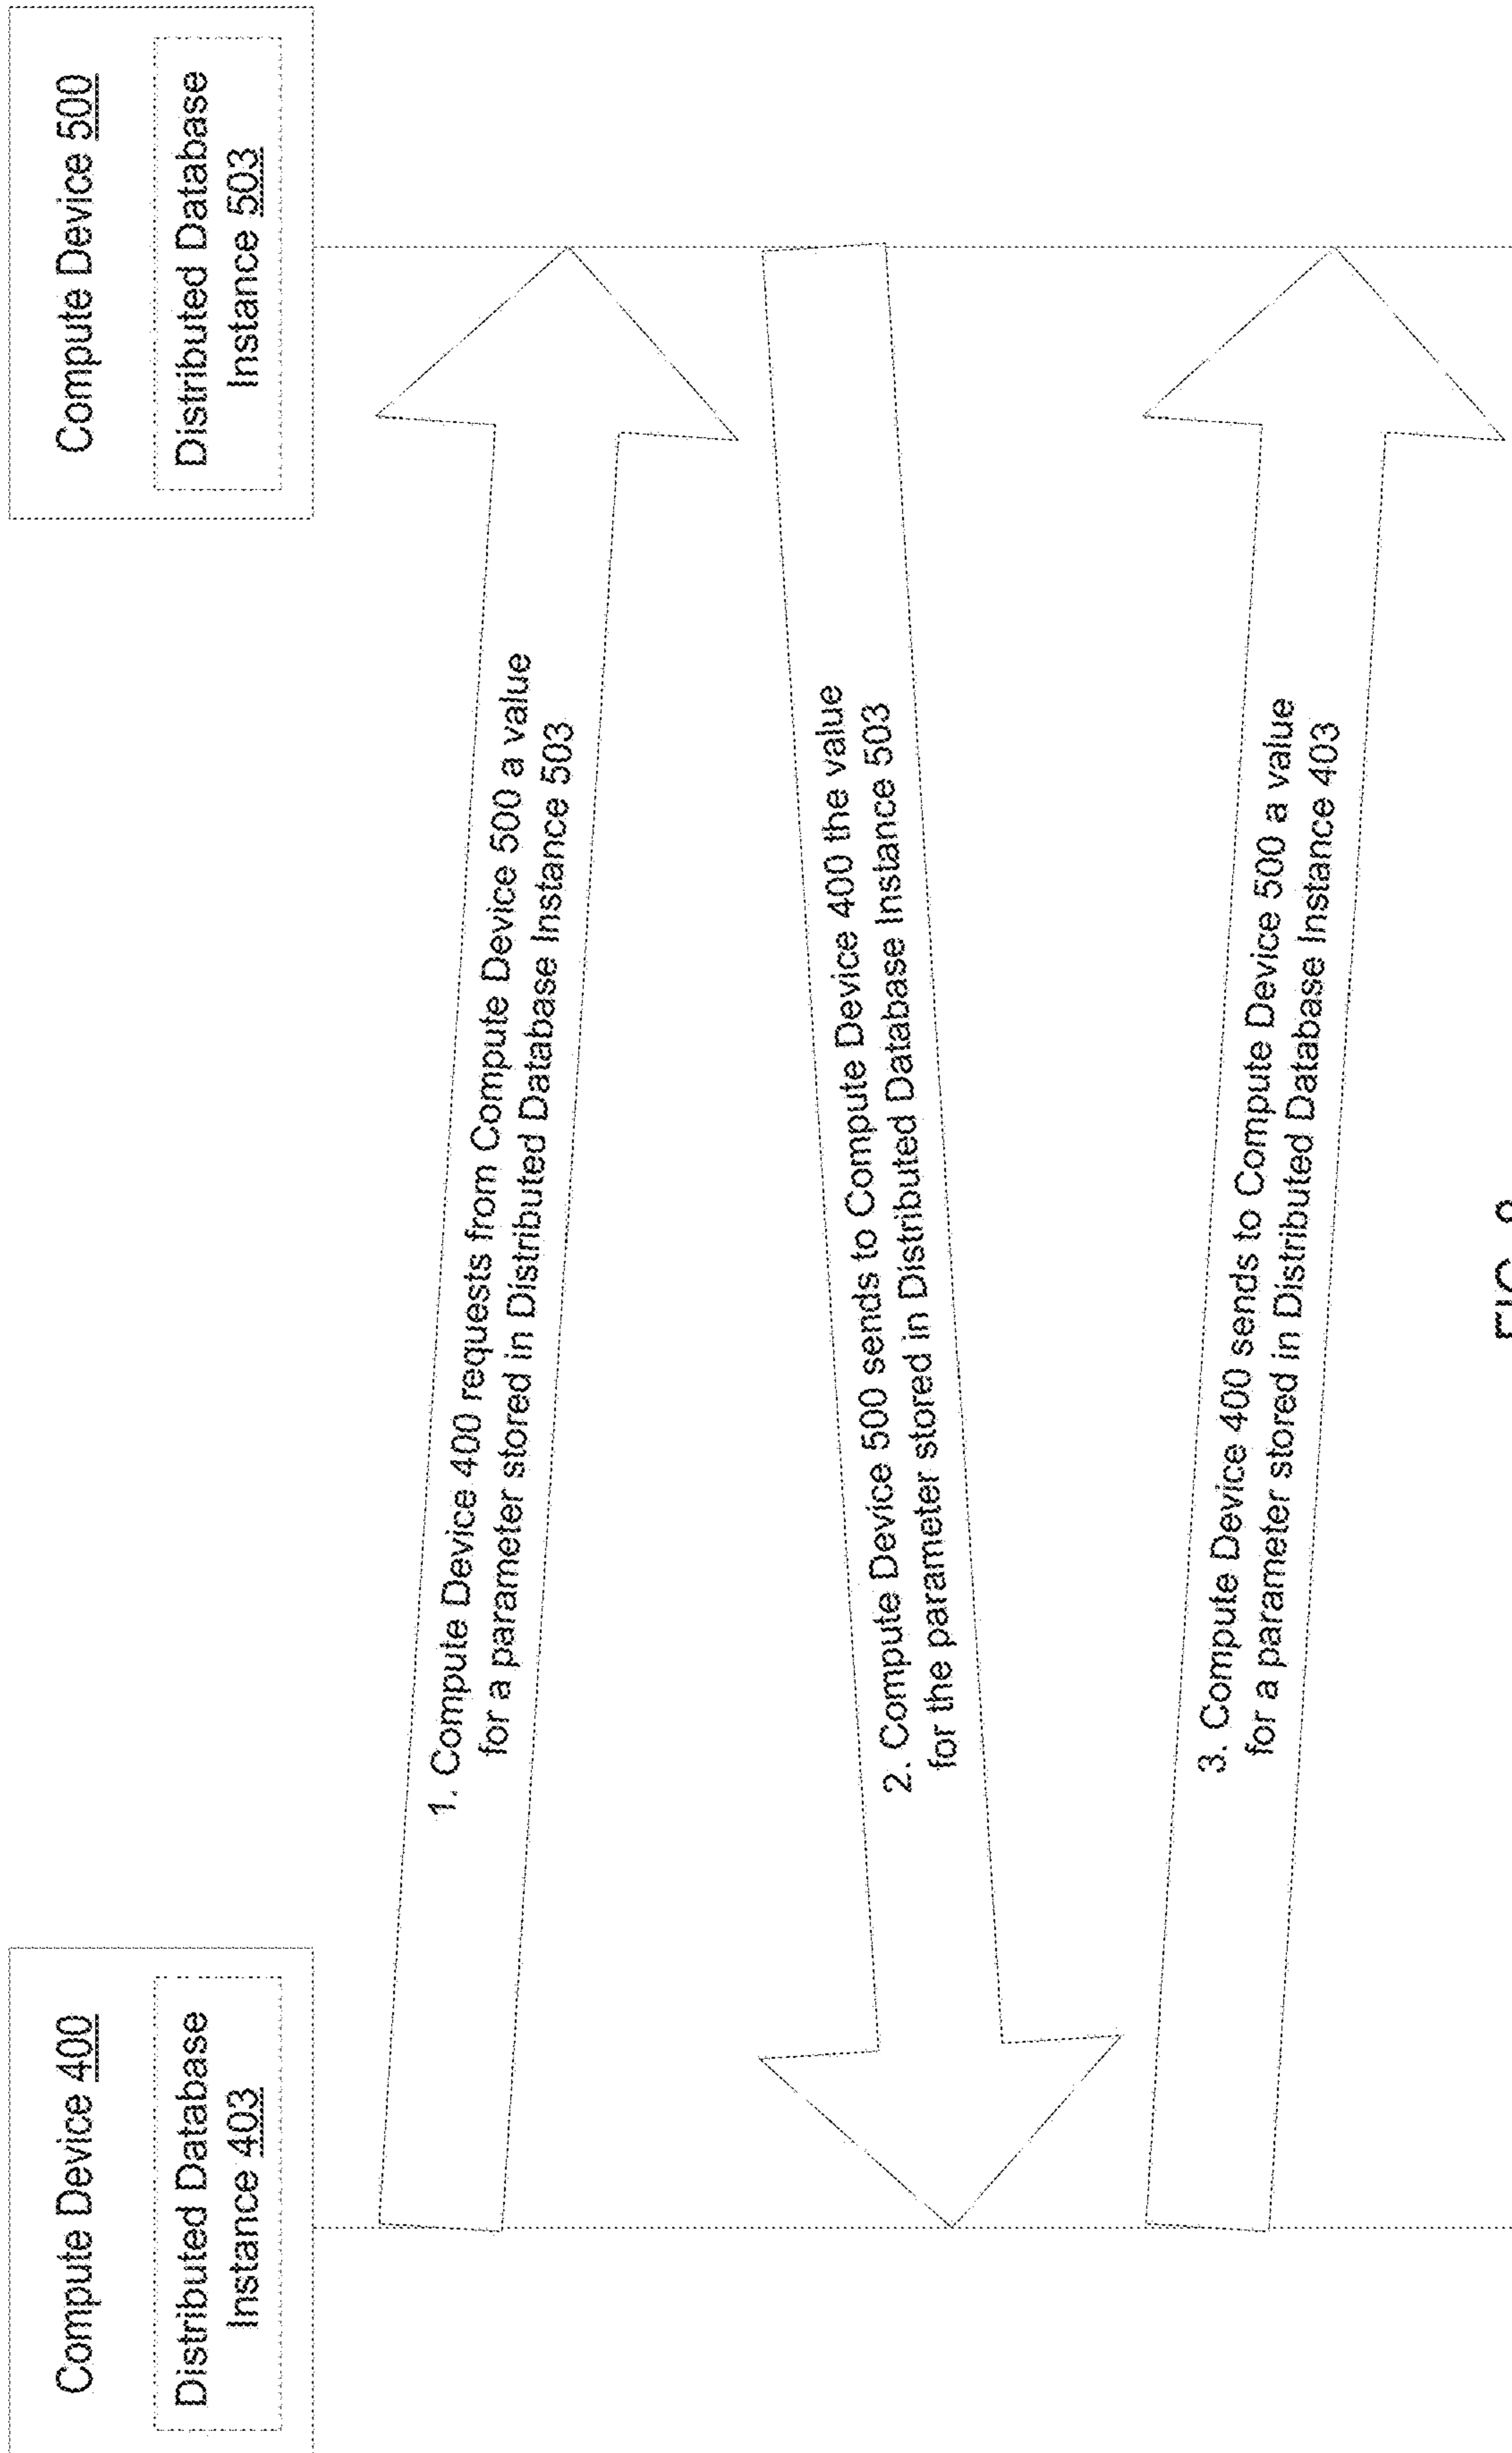 Compute Device 400
Distributed Database
Instance 403
Compute Device 500
Distributed Database
Instance 503
1. Compute Device 400 requests from Compute Device 500 a value
for a parameter stored in Distributed Database Instance 503
2. Compute Device 500 sends to Compute Device 400 the value
for the parameter stored in Distributed Database Instance 503
3. Compute Device 400 sends to Compute Device 500 a value
for a parameter stored in Distributed Database Instance 403
FIG